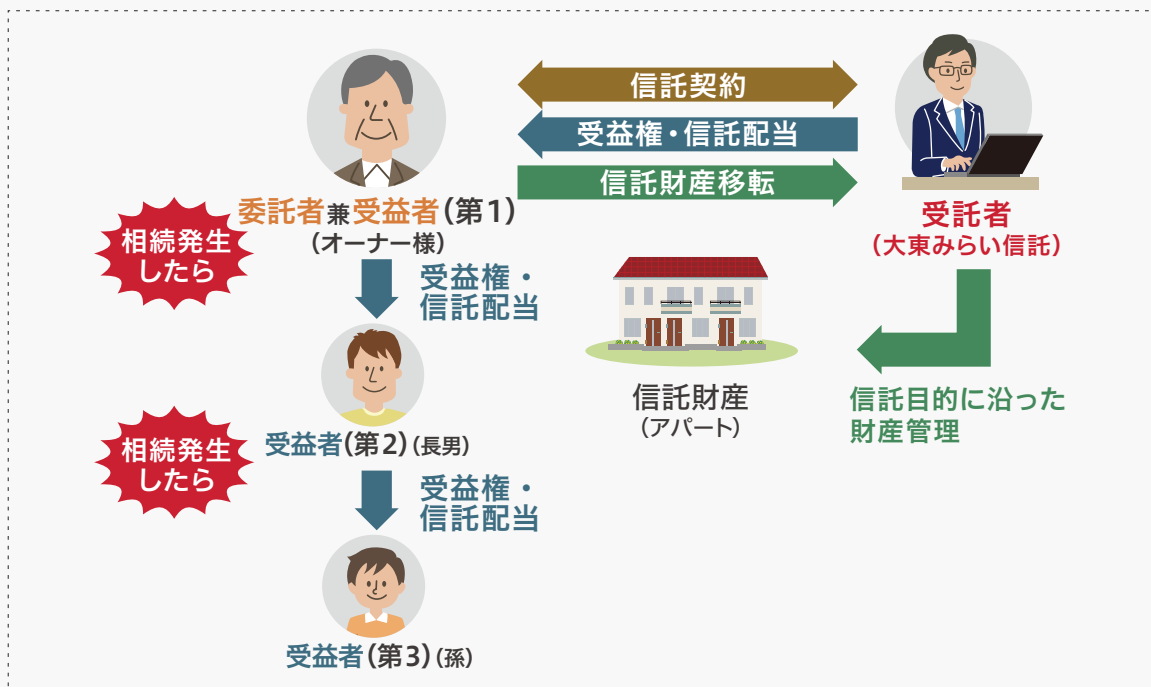 信託契約
受益権・信託配当
信託財産移転
委託者兼受益者(第1)
(オーナー様)
受託者
(大東みらい信託)
相続発生
したら
受益権・
信託配当
受益者(第2)(長男)
信託財産
(アパート)
信託目的に沿った
財産管理
相続発生
したら
受益権・
信託配当
受益者(第3)(孫)